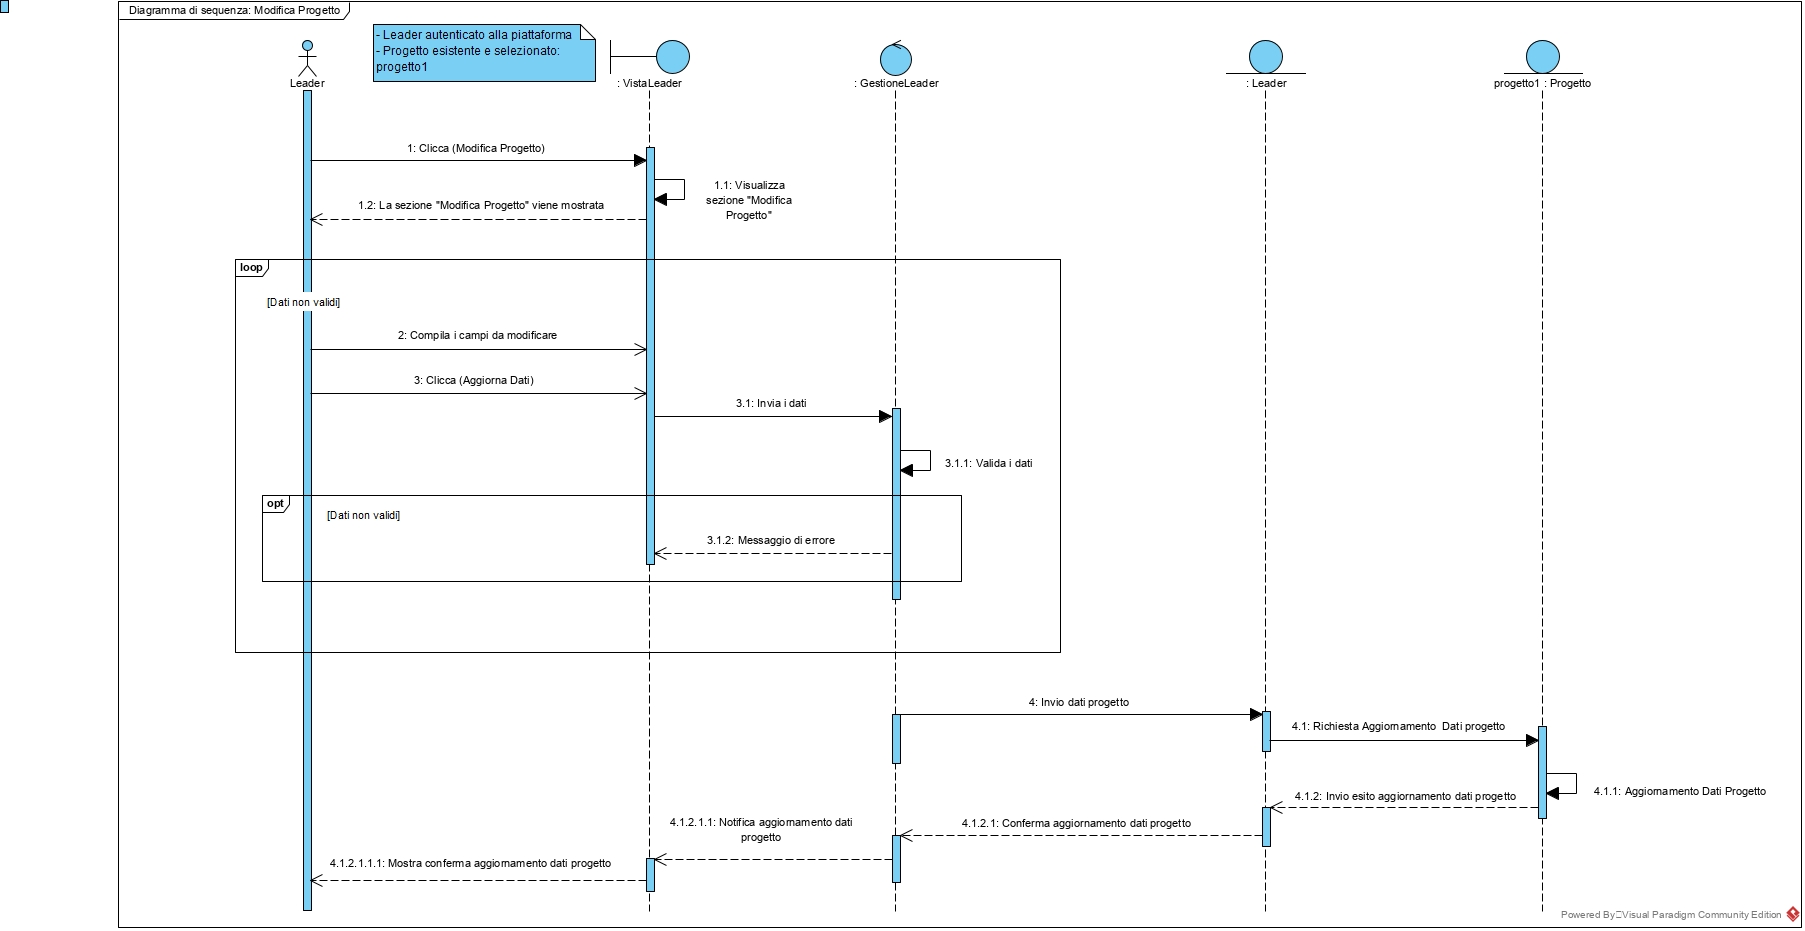 Diagramma di sequenza: Modifica Progetto
- Leader autenticato alla piattaforma
- Progetto esistente e selezionato:
progetto1
Leader
: VistaLeader
: GestioneLeader
: Leader
progetto1 : Progetto
1: Clicca (Modifica Progetto)
1.1: Visualizza
sezione "Modifica
Progetto"
1.2: La sezione "Modifica Progetto" viene mostrata
loop
[Dati non validi]
2: Compila i campi da modificare
3: Clicca (Aggiorna Dati)
3.1: Invia i dati
3.1.1: Valida i dati
opt
[Dati non validi]
3.1.2: Messaggio di errore
4: Invio dati progetto
4.1: Richiesta Aggiornamento  Dati progetto
4.1.1: Aggiornamento Dati Progetto
4.1.2: Invio esito aggiornamento dati progetto
4.1.2.1: Conferma aggiornamento dati progetto
4.1.2.1.1: Notifica aggiornamento dati
progetto
4.1.2.1.1.1: Mostra conferma aggiornamento dati progetto
Powered By Visual Paradigm Community Edition